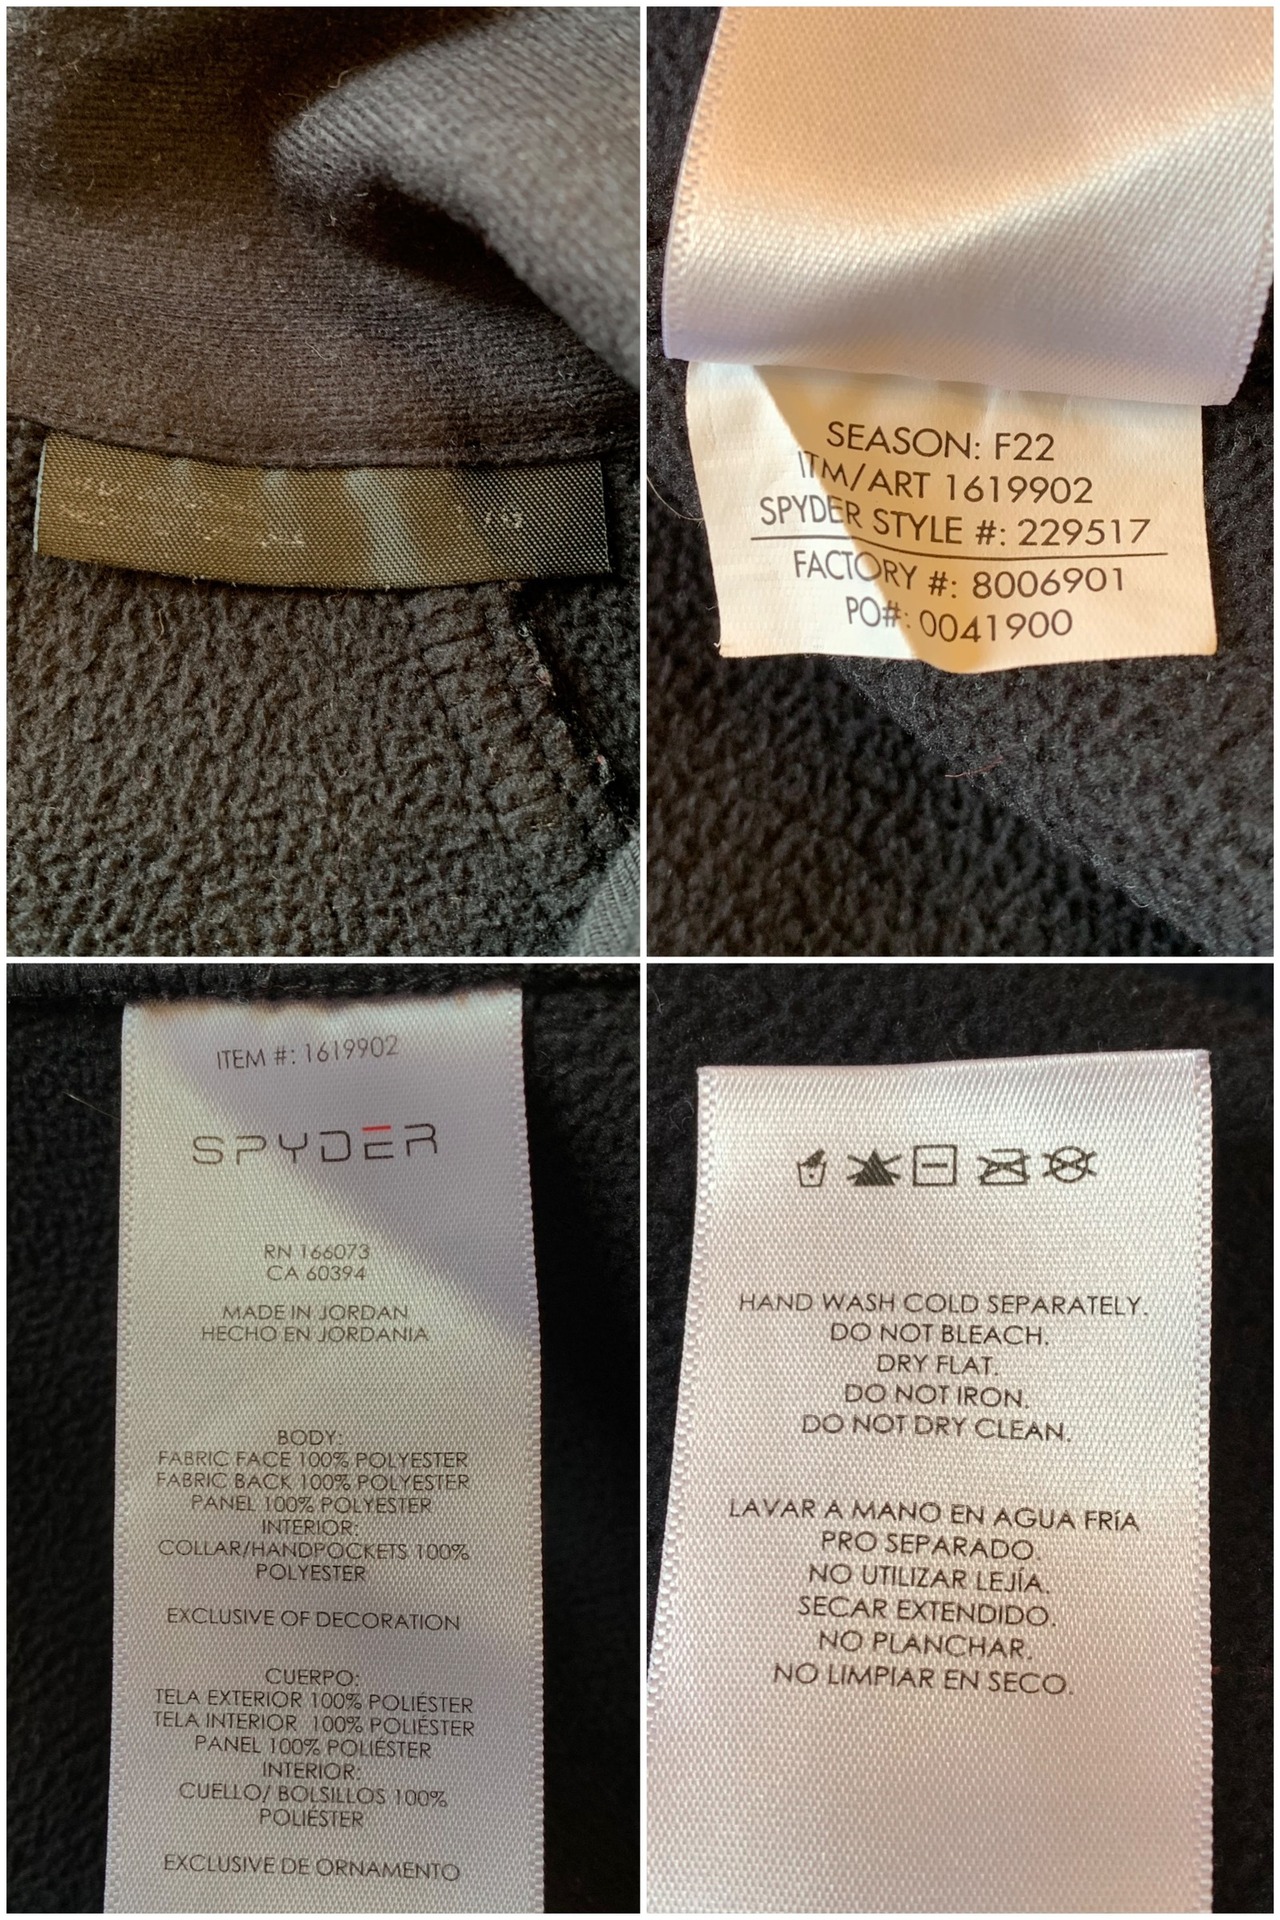 SEASON: F22
ITM/ART 1619902
SPYDER STYLE #: 229517
FACTORY #: 8006901
PO#: 0041900
ITEM #: 1619902
SPYDER
RN 166073
CA 60394
MADE IN JORDAN
HECHO EN JORDANIA
BODY:
FABRIC FACE 100% POLYESTER
FABRIC BACK 100% POLYESTER
PANEL 100% POLYESTER
INTERIOR:
COLLAR/HANDPOCKETS 100%
POLYESTER
EXCLUSIVE OF DECORATION
CUERPO:
TELA EXTERIOR 100% POLIÉSTER
TELA INTERIOR 100% POLIÉSTER
PANEL 100% POLIÉSTER
INTERIOR:
CUELLO/ BOLSILLOS 100%
POLIÉSTER
EXCLUSIVE DE ORNAMENTO
HAND WASH COLD SEPARATELY.
DO NOT BLEACH.
DRY FLAT.
DO NOT IRON.
DO NOT DRY CLEAN.
LAVAR A MANO EN AGUA FRíA
PRO SEPARADO.
NO UTILIZAR LEJÍA.
SECAR EXTENDIDO.
NO PLANCHAR.
NO LIMPIAR EN SECO.